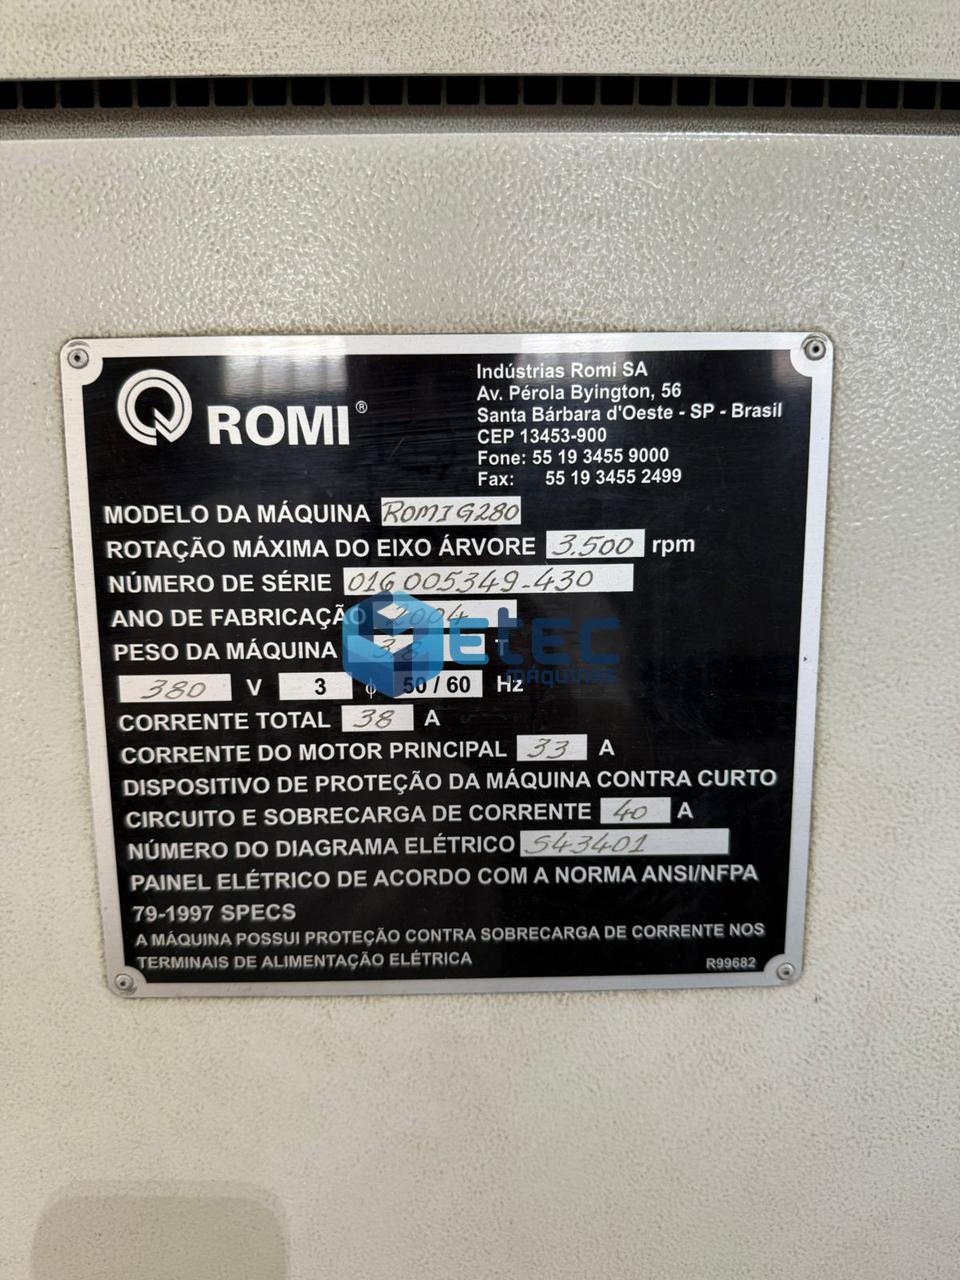 ROMI®
Indústrias Romi SA
Av. Pérola Byington, 56
Santa Bárbara d'Oeste - SP - Brasil
CEP 13453-900
Fone: 55 19 3455 9000
Fax: 55 19 3455 2499
MODELO DA MÁQUINA ROMI G280
ROTAÇÃO MÁXIMA DO EIXO ÁRVORE 3.500 rpm
NÚMERO DE SÉRIE 016 005349-430
ANO DE FABRICAÇÃO 2004
PESO DA MÁQUINA T
etec
MÁQUINAS
380 V 3 ϕ 50 / 60 Hz
CORRENTE TOTAL 38 A
CORRENTE DO MOTOR PRINCIPAL 33 A
DISPOSITIVO DE PROTEÇÃO DA MÁQUINA CONTRA CURTO
CIRCUITO E SOBRECARGA DE CORRENTE 40 A
NÚMERO DO DIAGRAMA ELÉTRICO S43401
PAINEL ELÉTRICO DE ACORDO COM A NORMA ANSI/NFPA
79-1997 SPECS
A MÁQUINA POSSUI PROTEÇÃO CONTRA SOBRECARGA DE CORRENTE NOS
TERMINAIS DE ALIMENTAÇÃO ELÉTRICA
R99682